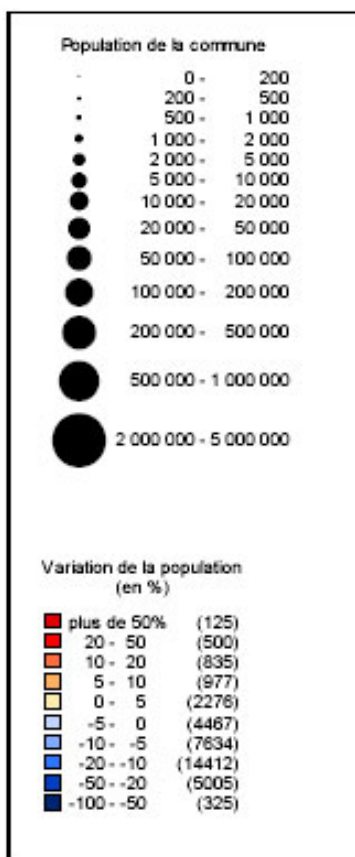 Population de la commune
0 - 200
200 - 500
500 - 1 000
1 000 - 2 000
2 000 - 5 000
5 000 - 10 000
10 000 - 20 000
20 000 - 50 000
50 000 - 100 000
100 000 - 200 000
200 000 - 500 000
500 000 - 1 000 000
2 000 000 - 5 000 000
Variation de la population
(en %)
plus de 50% (125)
20 - 50 (500)
10 - 20 (835)
5 - 10 (977)
0 - 5 (2276)
-5 - 0 (4467)
-10 - -5 (7634)
-20 - -10 (14412)
-50 - -20 (5005)
-100 - -50 (325)